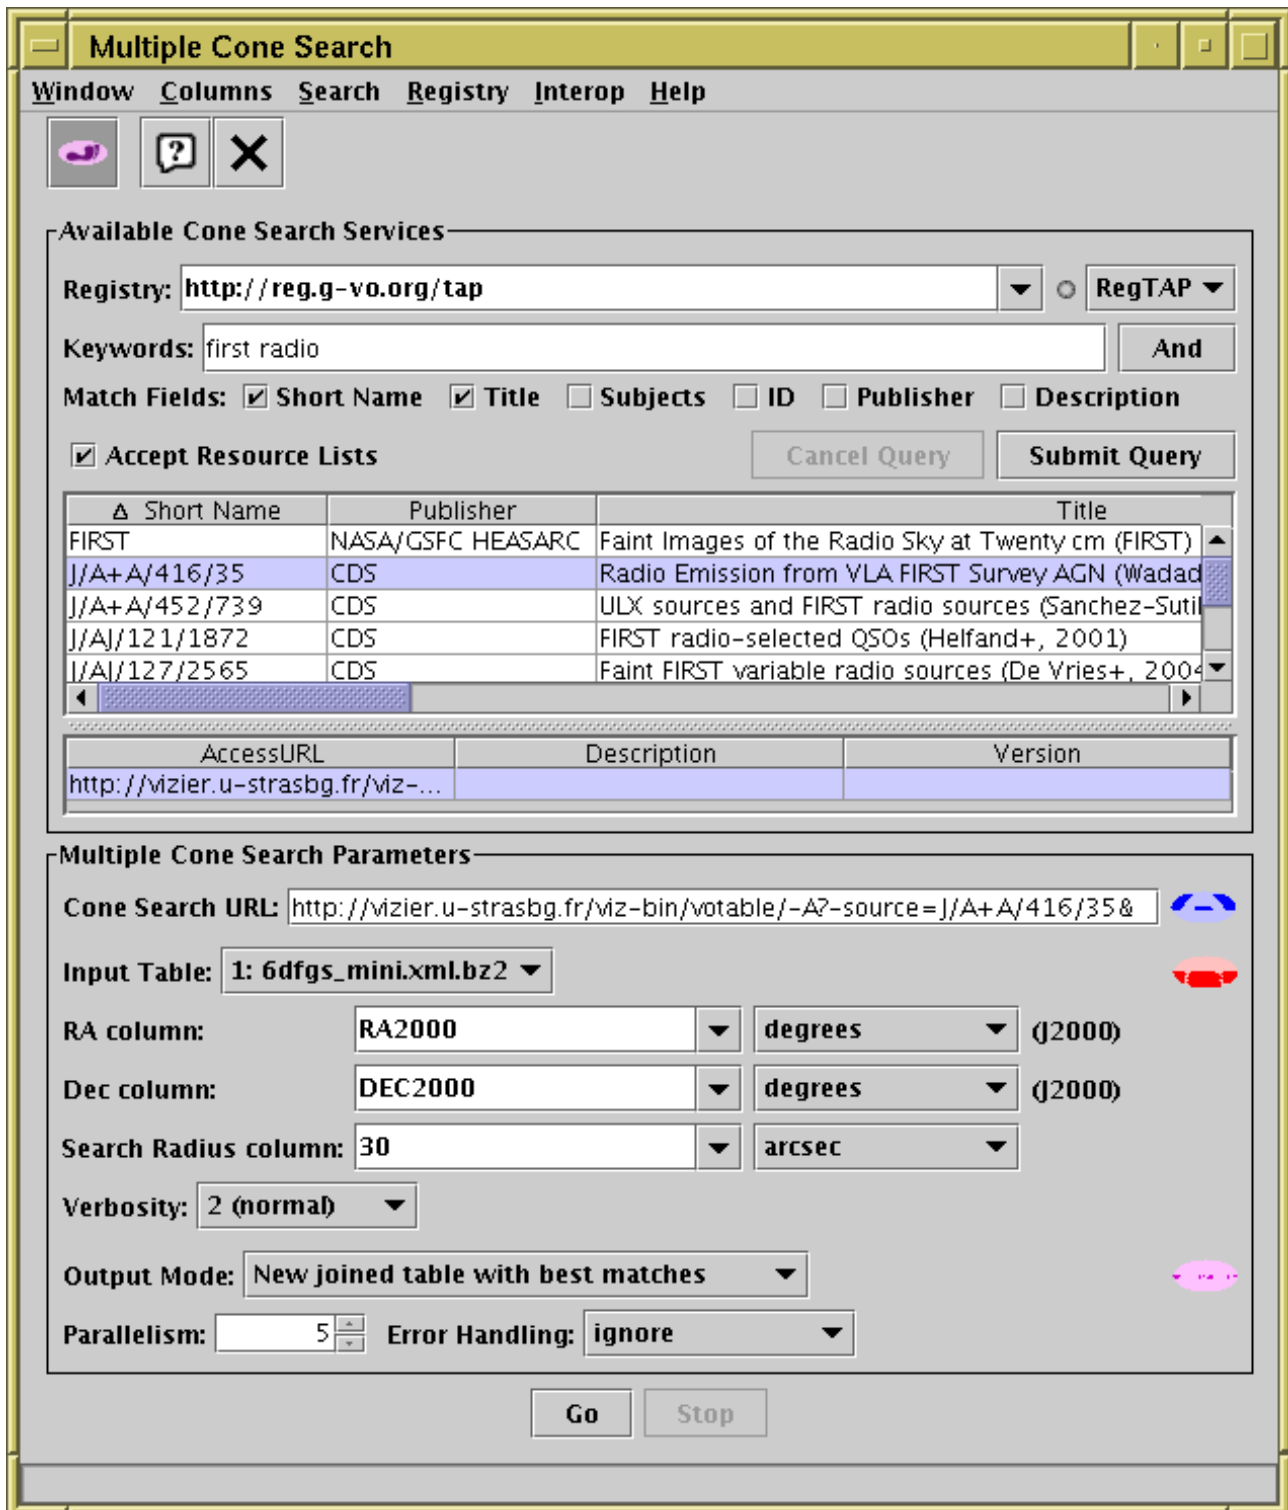 Multiple Cone Search
Window Columns Search Registry Interop Help
?
Available Cone Search Services
Registry: http://reg.g-vo.org/tap RegTAP
Keywords: first radio And
Match Fields: Short Name Title Subjects ID Publisher Description
Accept Resource Lists Cancel Query Submit Query
Δ Short Name Publisher Title
FIRST NASA/GSFC HEASARC Faint Images of the Radio Sky at Twenty cm (FIRST)
J/A+A/416/35 CDS Radio Emission from VLA FIRST Survey AGN (Wadad
J/A+A/452/739 CDS ULX sources and FIRST radio sources (Sanchez-Sutil
J/AJ/121/1872 CDS FIRST radio-selected QSOs (Helfand+, 2001)
J/AJ/127/2565 CDS Faint FIRST variable radio sources (De Vries+, 2004
AccessURL Description Version
http://vizier.u-strasbg.fr/viz-...
Multiple Cone Search Parameters
Cone Search URL: http://vizier.u-strasbg.fr/viz-bin/votable/-A?-source=J/A+A/416/35&
Input Table: 1: 6dfgs_mini.xml.bz2
RA column: RA2000 degrees (J2000)
Dec column: DEC2000 degrees (J2000)
Search Radius column: 30 arcsec
Verbosity: 2 (normal)
Output Mode: New joined table with best matches
Parallelism: 5 Error Handling: ignore
Go Stop